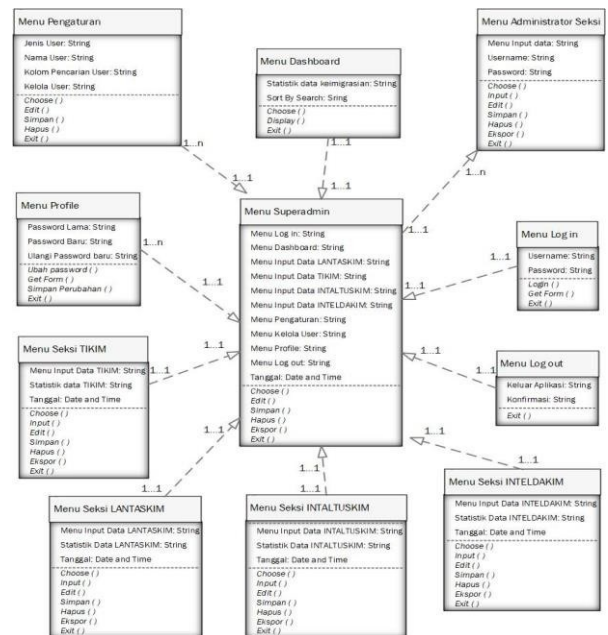 Menu Pengaturan
Jenis User: String
Nama User: String
Kolom Pencarian User: String
Kelola User: String
Choose ( )
Edit ( )
Simpan ( )
Hapus ( )
Exit ( )
1...n
1...1
Menu Dashboard
Statistik data keimigrasian: String
Sort By Search: Sring
Choose ( )
Display ( )
Exit ( )
1...1
1...1
Menu Administrator Seksi
Menu Input data: String
Username: String
Password: String
Choose ( )
Input ( )
Edit ( )
Simpan ( )
Hapus ( )
Ekspor ( )
Exit ( )
1...n
1...1
Menu Profile
Password Lama: String
Password Baru: String
Ulangi Password baru: String
Ubah password ( )
Get Form ( )
Simpan Perubahan ( )
Exit ( )
1...n
1...1
Menu Superadmin
Menu Log in: String
Menu Dashboard: String
Menu Input Data LANTASKIM: String
Menu Input Data TIKIM: String
Menu Input Data INTALTUSKIM: String
Menu Input Data INTELDAKIM: String
Menu Pengaturan: String
Menu Kelola User: String
Menu Profile: String
Menu Log out: String
Tanggal: Date and Time
Choose ( )
Edit ( )
Simpan ( )
Hapus ( )
Ekspor ( )
Exit ( )
Menu Log in
Username: String
Password: String
Login ( )
Get Form ( )
Exit ( )
1...1
1...1
Menu Seksi TIKIM
Menu Input Data TIKIM: String
Statistik data TIKIM: String
Tanggal: Date and Time
Choose ( )
Input ( )
Edit ( )
Simpan ( )
Hapus ( )
Ekspor ( )
Exit ( )
1...1
1...1
Menu Log out
Keluar Aplikasi: String
Konfirmasi: String
Exit ( )
1...1
1...1
Menu Seksi LANTASKIM
Menu Input Data LANTASKIM: String
Statistik Data LANTASKIM: String
Tanggal: Date and Time
Choose ( )
Input ( )
Edit ( )
Simpan ( )
Hapus ( )
Ekspor ( )
Exit ( )
1...1
1...1
Menu Seksi INTALTUSKIM
Menu Input Data INTALTUSKIM: String
Statistik Data INTALTUSKIM: String
Tanggal: Date and Time
Choose ( )
Input ( )
Edit ( )
Simpan ( )
Hapus ( )
Ekspor ( )
Exit ( )
1...1
1...1
Menu Seksi INTELDAKIM
Menu Input Data INTELDAKIM: String
Statistik Data INTELDAKIM: String
Tanggal: Date and Time
Choose ( )
Input ( )
Edit ( )
Simpan ( )
Hapus ( )
Ekspor ( )
Exit ( )
1...1
1...1